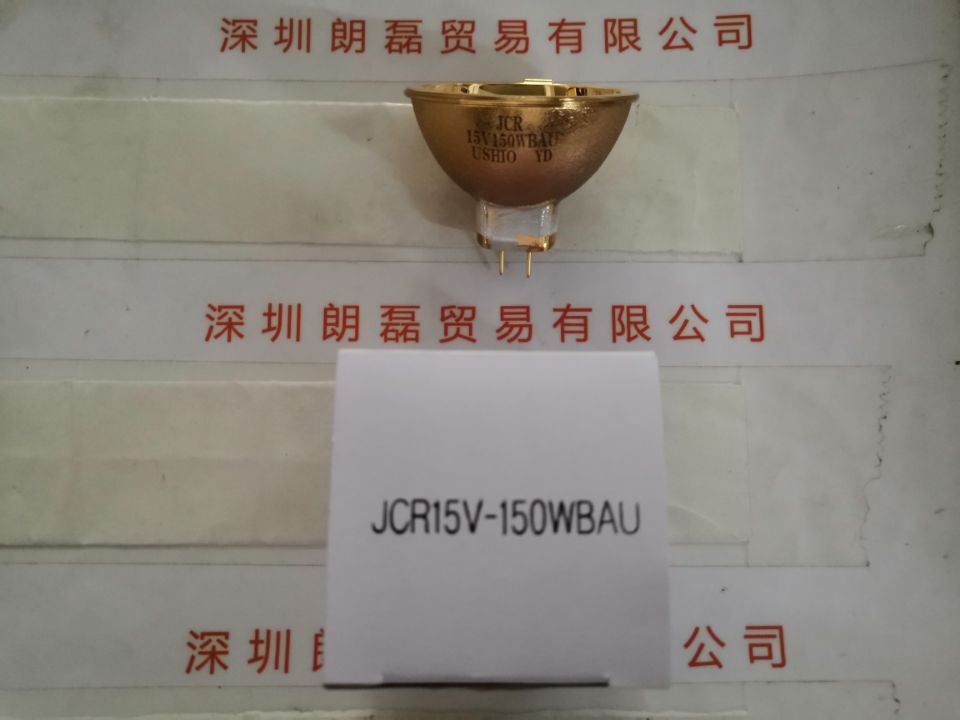 深圳朗磊贸易有限公司
JCR
15V150WBAU
USHIO YD
深圳朗磊贸易有限公司
JCR15V-150WBAU
深圳 公司